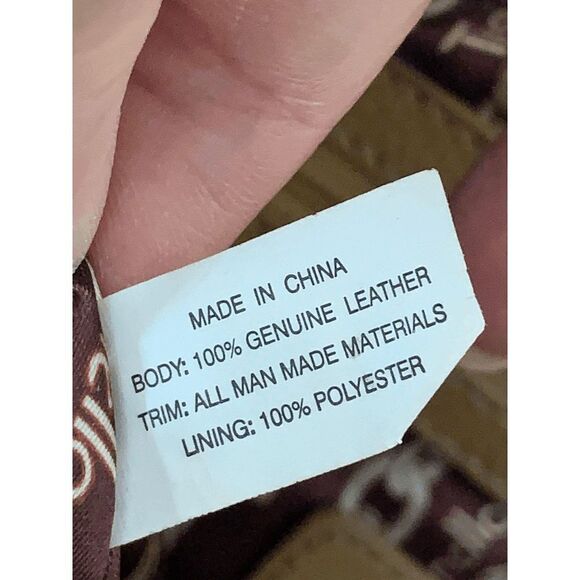 MADE IN CHINA
BODY: 100% GENUINE LEATHER
TRIM: ALL MAN MADE MATERIALS
LINING: 100% POLYESTER